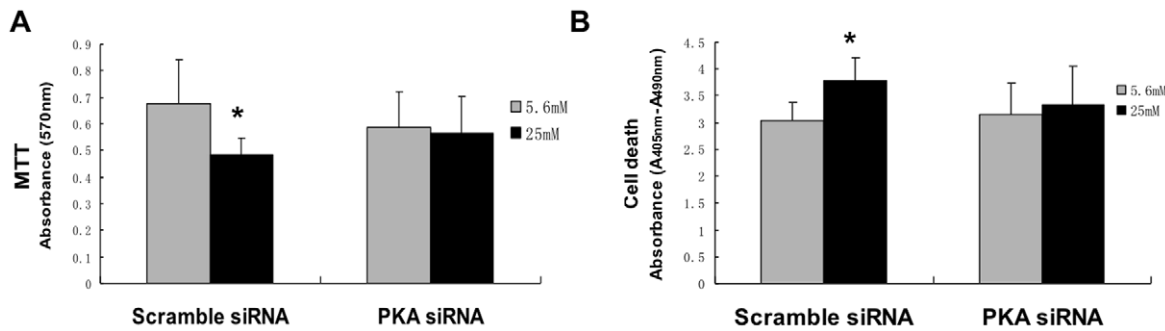 A
MTT
Absorbance (570nm)
0.9
0.8
0.7
0.6
0.5
0.4
0.3
0.2
0.1
0
*
5.6mM
25mM
Scramble siRNA
PKA siRNA
B
Cell death
Absorbance (A405nm-A490nm)
4.5
4
3.5
3
2.5
2
1.5
1
0.5
0
*
5.6mM
25mM
Scramble siRNA
PKA siRNA